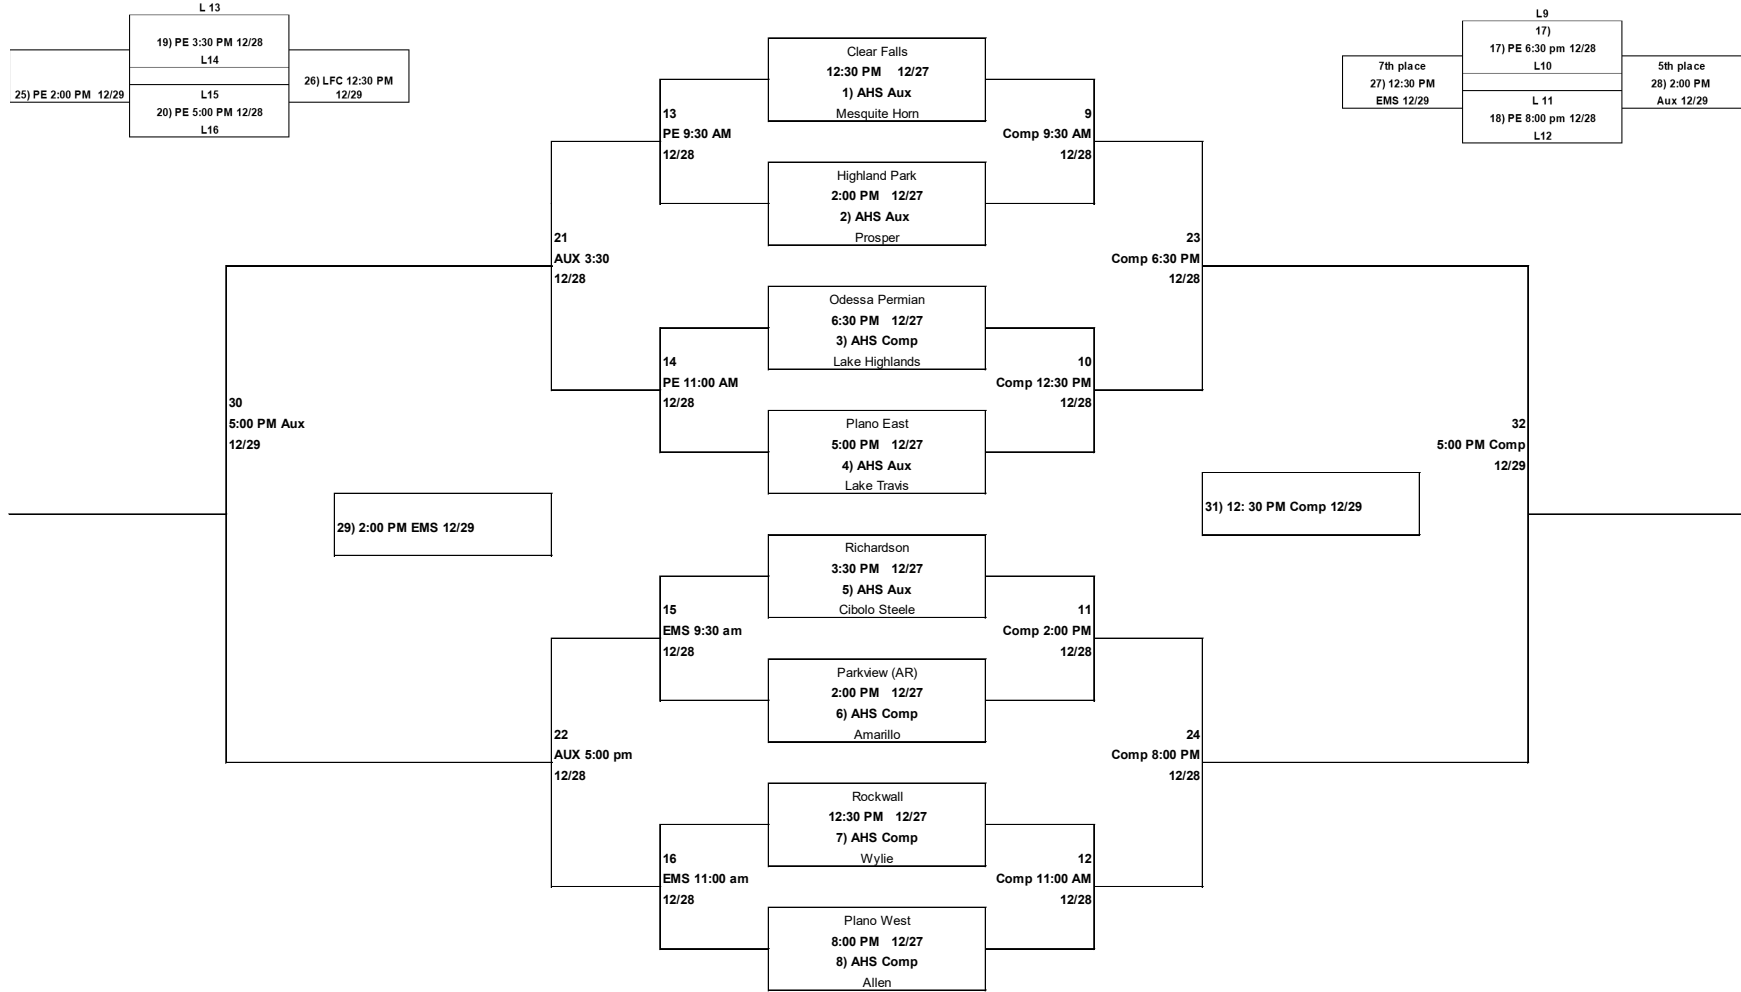 L 13
19) PE 3:30 PM 12/28
L14
25) PE 2:00 PM 12/29
26) LFC 12:30 PM
12/29
L15
20) PE 5:00 PM 12/28
L16
L9
17)
17) PE 6:30 pm 12/28
L10
7th place
27) 12:30 PM
EMS 12/29
5th place
28) 2:00 PM
Aux 12/29
L 11
18) PE 8:00 pm 12/28
L12
Clear Falls
12:30 PM 12/27
1) AHS Aux
Mesquite Horn
13
PE 9:30 AM
12/28
9
Comp 9:30 AM
12/28
Highland Park
2:00 PM 12/27
2) AHS Aux
Prosper
21
AUX 3:30
12/28
23
Comp 6:30 PM
12/28
Odessa Permian
6:30 PM 12/27
3) AHS Comp
Lake Highlands
14
PE 11:00 AM
12/28
10
Comp 12:30 PM
12/28
30
5:00 PM Aux
12/29
Plano East
5:00 PM 12/27
4) AHS Aux
Lake Travis
32
5:00 PM Comp
12/29
29) 2:00 PM EMS 12/29
31) 12: 30 PM Comp 12/29
Richardson
3:30 PM 12/27
5) AHS Aux
Cibolo Steele
15
EMS 9:30 am
12/28
11
Comp 2:00 PM
12/28
Parkview (AR)
2:00 PM 12/27
6) AHS Comp
Amarillo
22
AUX 5:00 pm
12/28
24
Comp 8:00 PM
12/28
Rockwall
12:30 PM 12/27
7) AHS Comp
Wylie
16
EMS 11:00 am
12/28
12
Comp 11:00 AM
12/28
Plano West
8:00 PM 12/27
8) AHS Comp
Allen